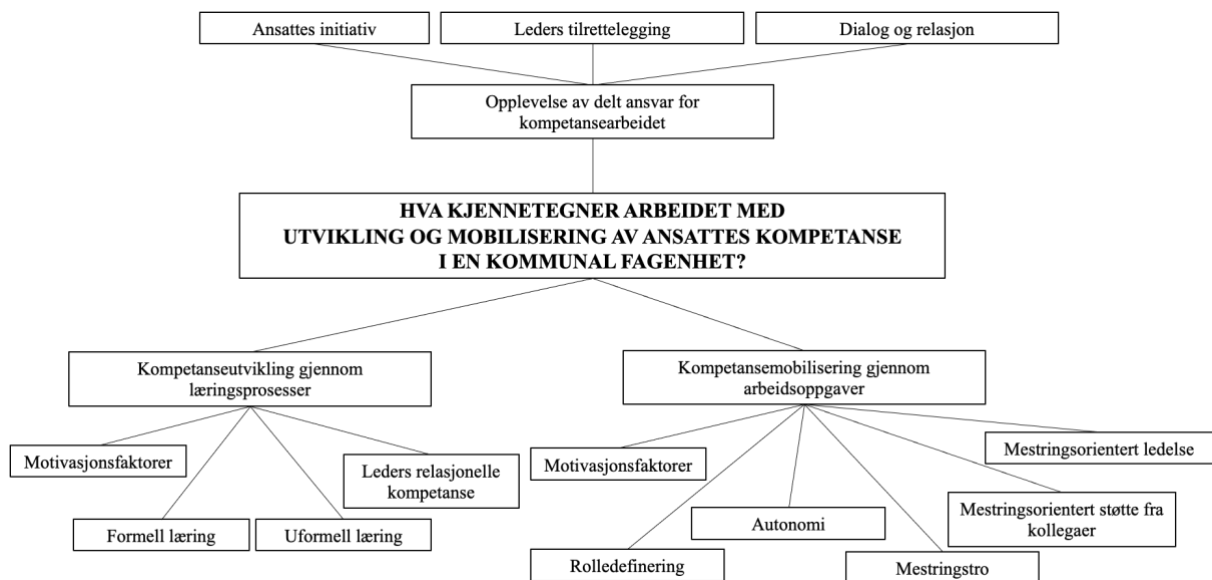 Ansattes initiativ
Leders tilrettelegging
Dialog og relasjon
Opplevelse av delt ansvar for
kompetansearbeidet
HVA KJENNETEGNER ARBEIDET MED
UTVIKLING OG MOBILISERING AV ANSATTES KOMPETANSE
I EN KOMMUNAL FAGENHET?
Kompetanseutvikling gjennom
læringsprosesser
Motivasjonsfaktorer
Formell læring
Uformell læring
Leders relasjonelle
kompetanse
Kompetansemobilisering gjennom
arbeidsoppgaver
Motivasjonsfaktorer
Rolledefinering
Autonomi
Mestringstro
Mestringsorientert støtte fra
kollegaer
Mestringsorientert ledelse